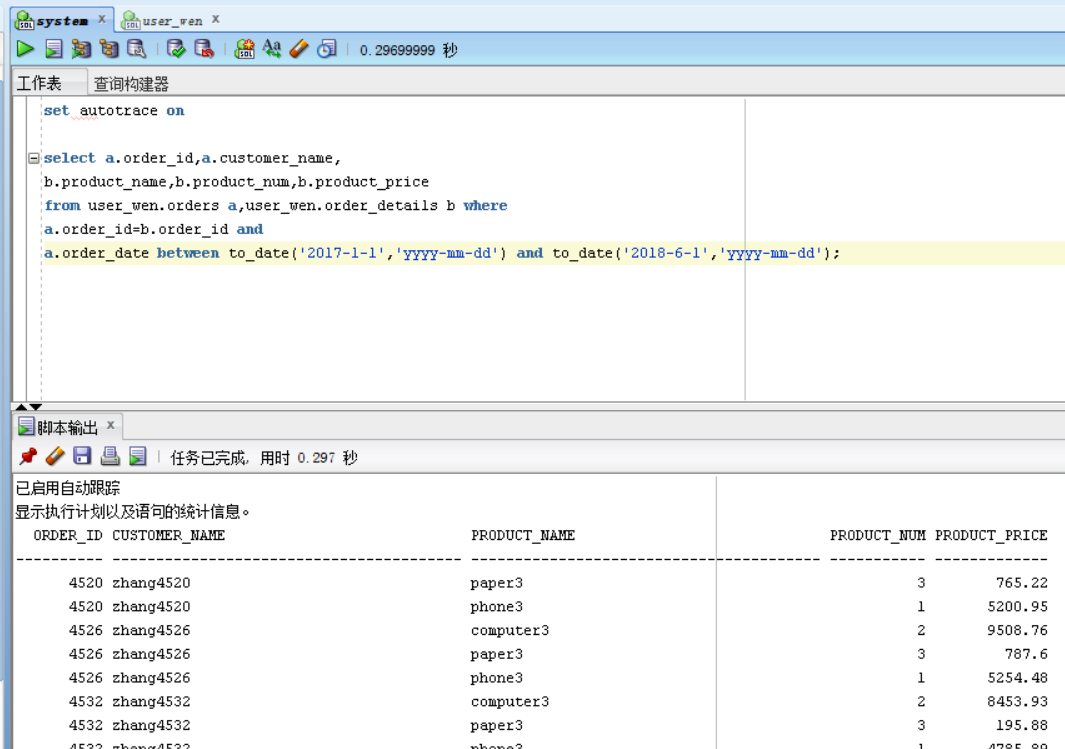 system
user_wen
0.29699999 秒
工作表 查询构建器
set autotrace on
select a.order_id,a.customer_name,
b.product_name,b.product_num,b.product_price
from user_wen.orders a,user_wen.order_details b where
a.order_id=b.order_id and
a.order_date between to_date('2017-1-1','yyyy-mm-dd') and to_date('2018-6-1','yyyy-mm-dd');
脚本输出
任务已完成, 用时 0.297 秒
已启用自动跟踪
显示执行计划以及语句的统计信息。
ORDER_ID CUSTOMER_NAME PRODUCT_NAME PRODUCT_NUM PRODUCT_PRICE
4520 zhang4520 paper3 3 765.22
4520 zhang4520 phone3 1 5200.95
4526 zhang4526 computer3 2 9508.76
4526 zhang4526 paper3 3 787.6
4526 zhang4526 phone3 1 5254.48
4532 zhang4532 computer3 2 8453.93
4532 zhang4532 paper3 3 195.88
4532 zhang4532 phone3 1 4785.89